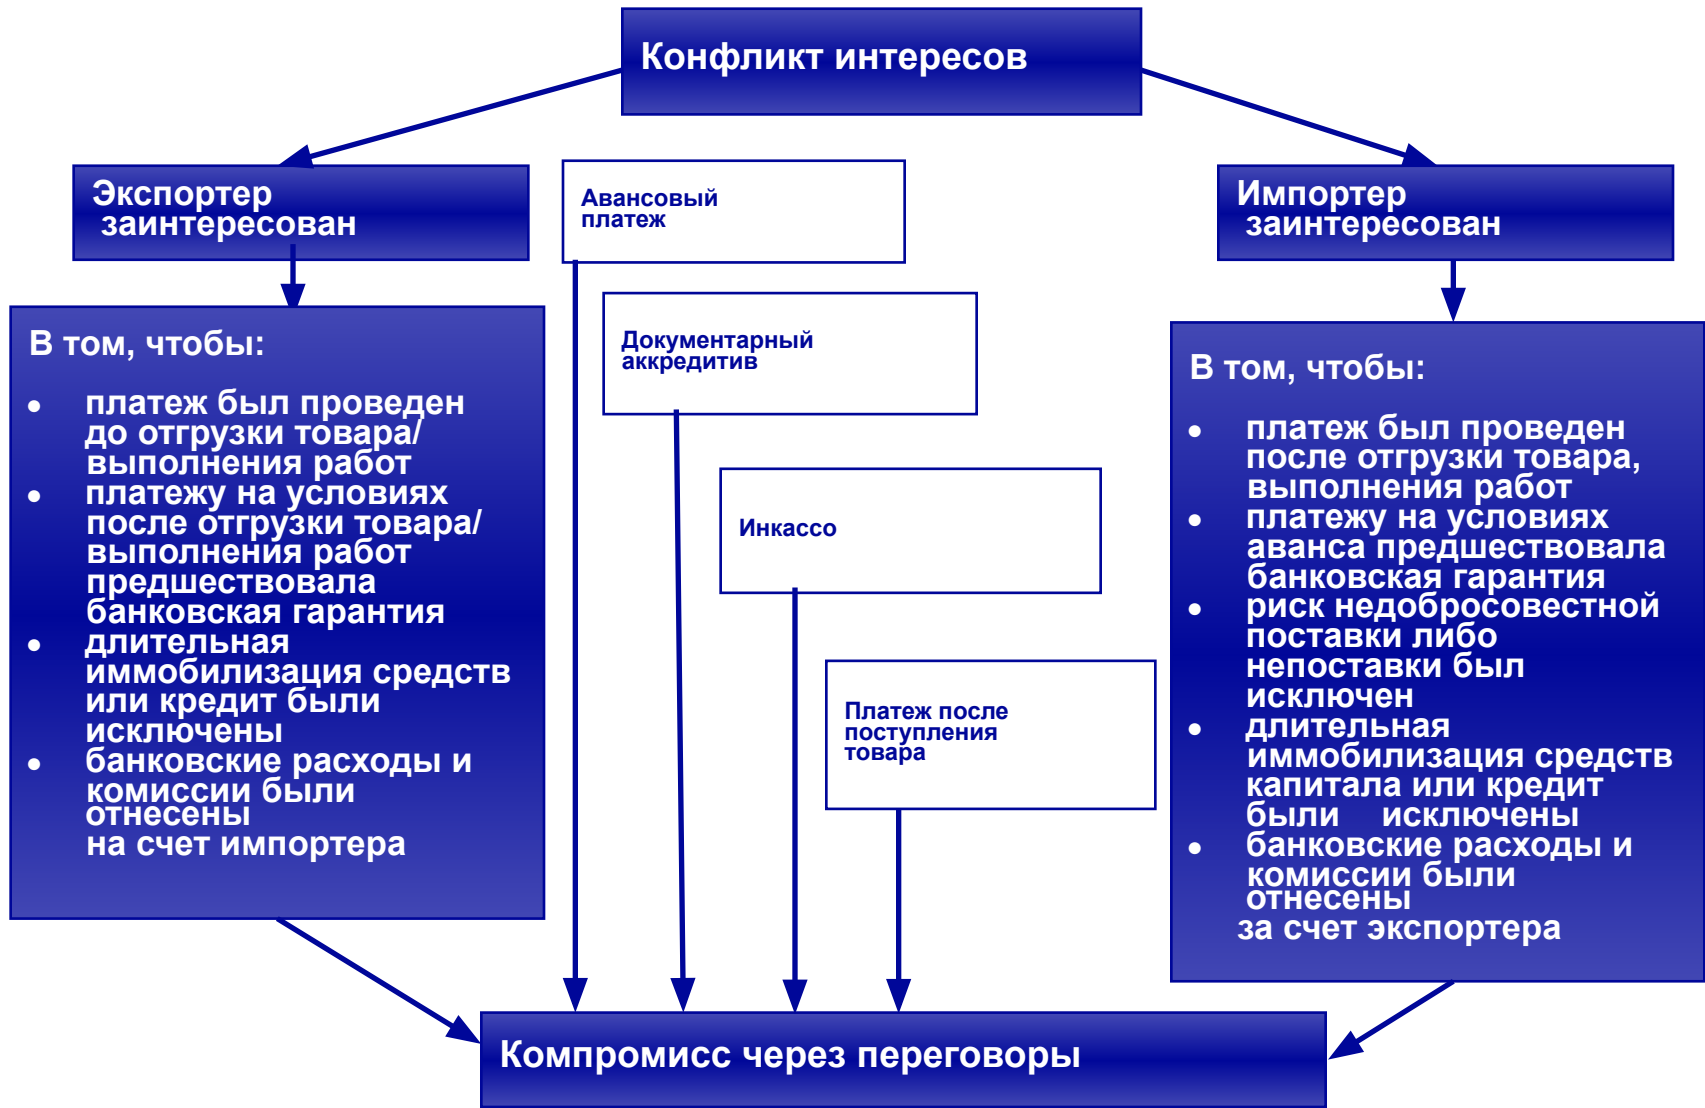 Конфликт интересов
Экспортер
заинтересован
В том, чтобы:
● платеж был проведен
до отгрузки товара/
выполнения работ
● платежу на условиях
после отгрузки товара/
выполнения работ
предшествовала
банковская гарантия
● длительная
иммобилизация средств
или кредит были
исключены
● банковские расходы и
комиссии были
отнесены
на счет импортера
Авансовый
платеж
Документарный
аккредитив
Инкассо
Платеж после
поступления
товара
Импортер
заинтересован
В том, чтобы:
● платеж был проведен
после отгрузки товара,
выполнения работ
● платежу на условиях
аванса предшествовала
банковская гарантия
● риск недобросовестной
поставки либо
непоставки был
исключен
● длительная
иммобилизация средств
капитала или кредит
были исключены
● банковские расходы и
комиссии были
отнесены
за счет экспортера
Компромисс через переговоры